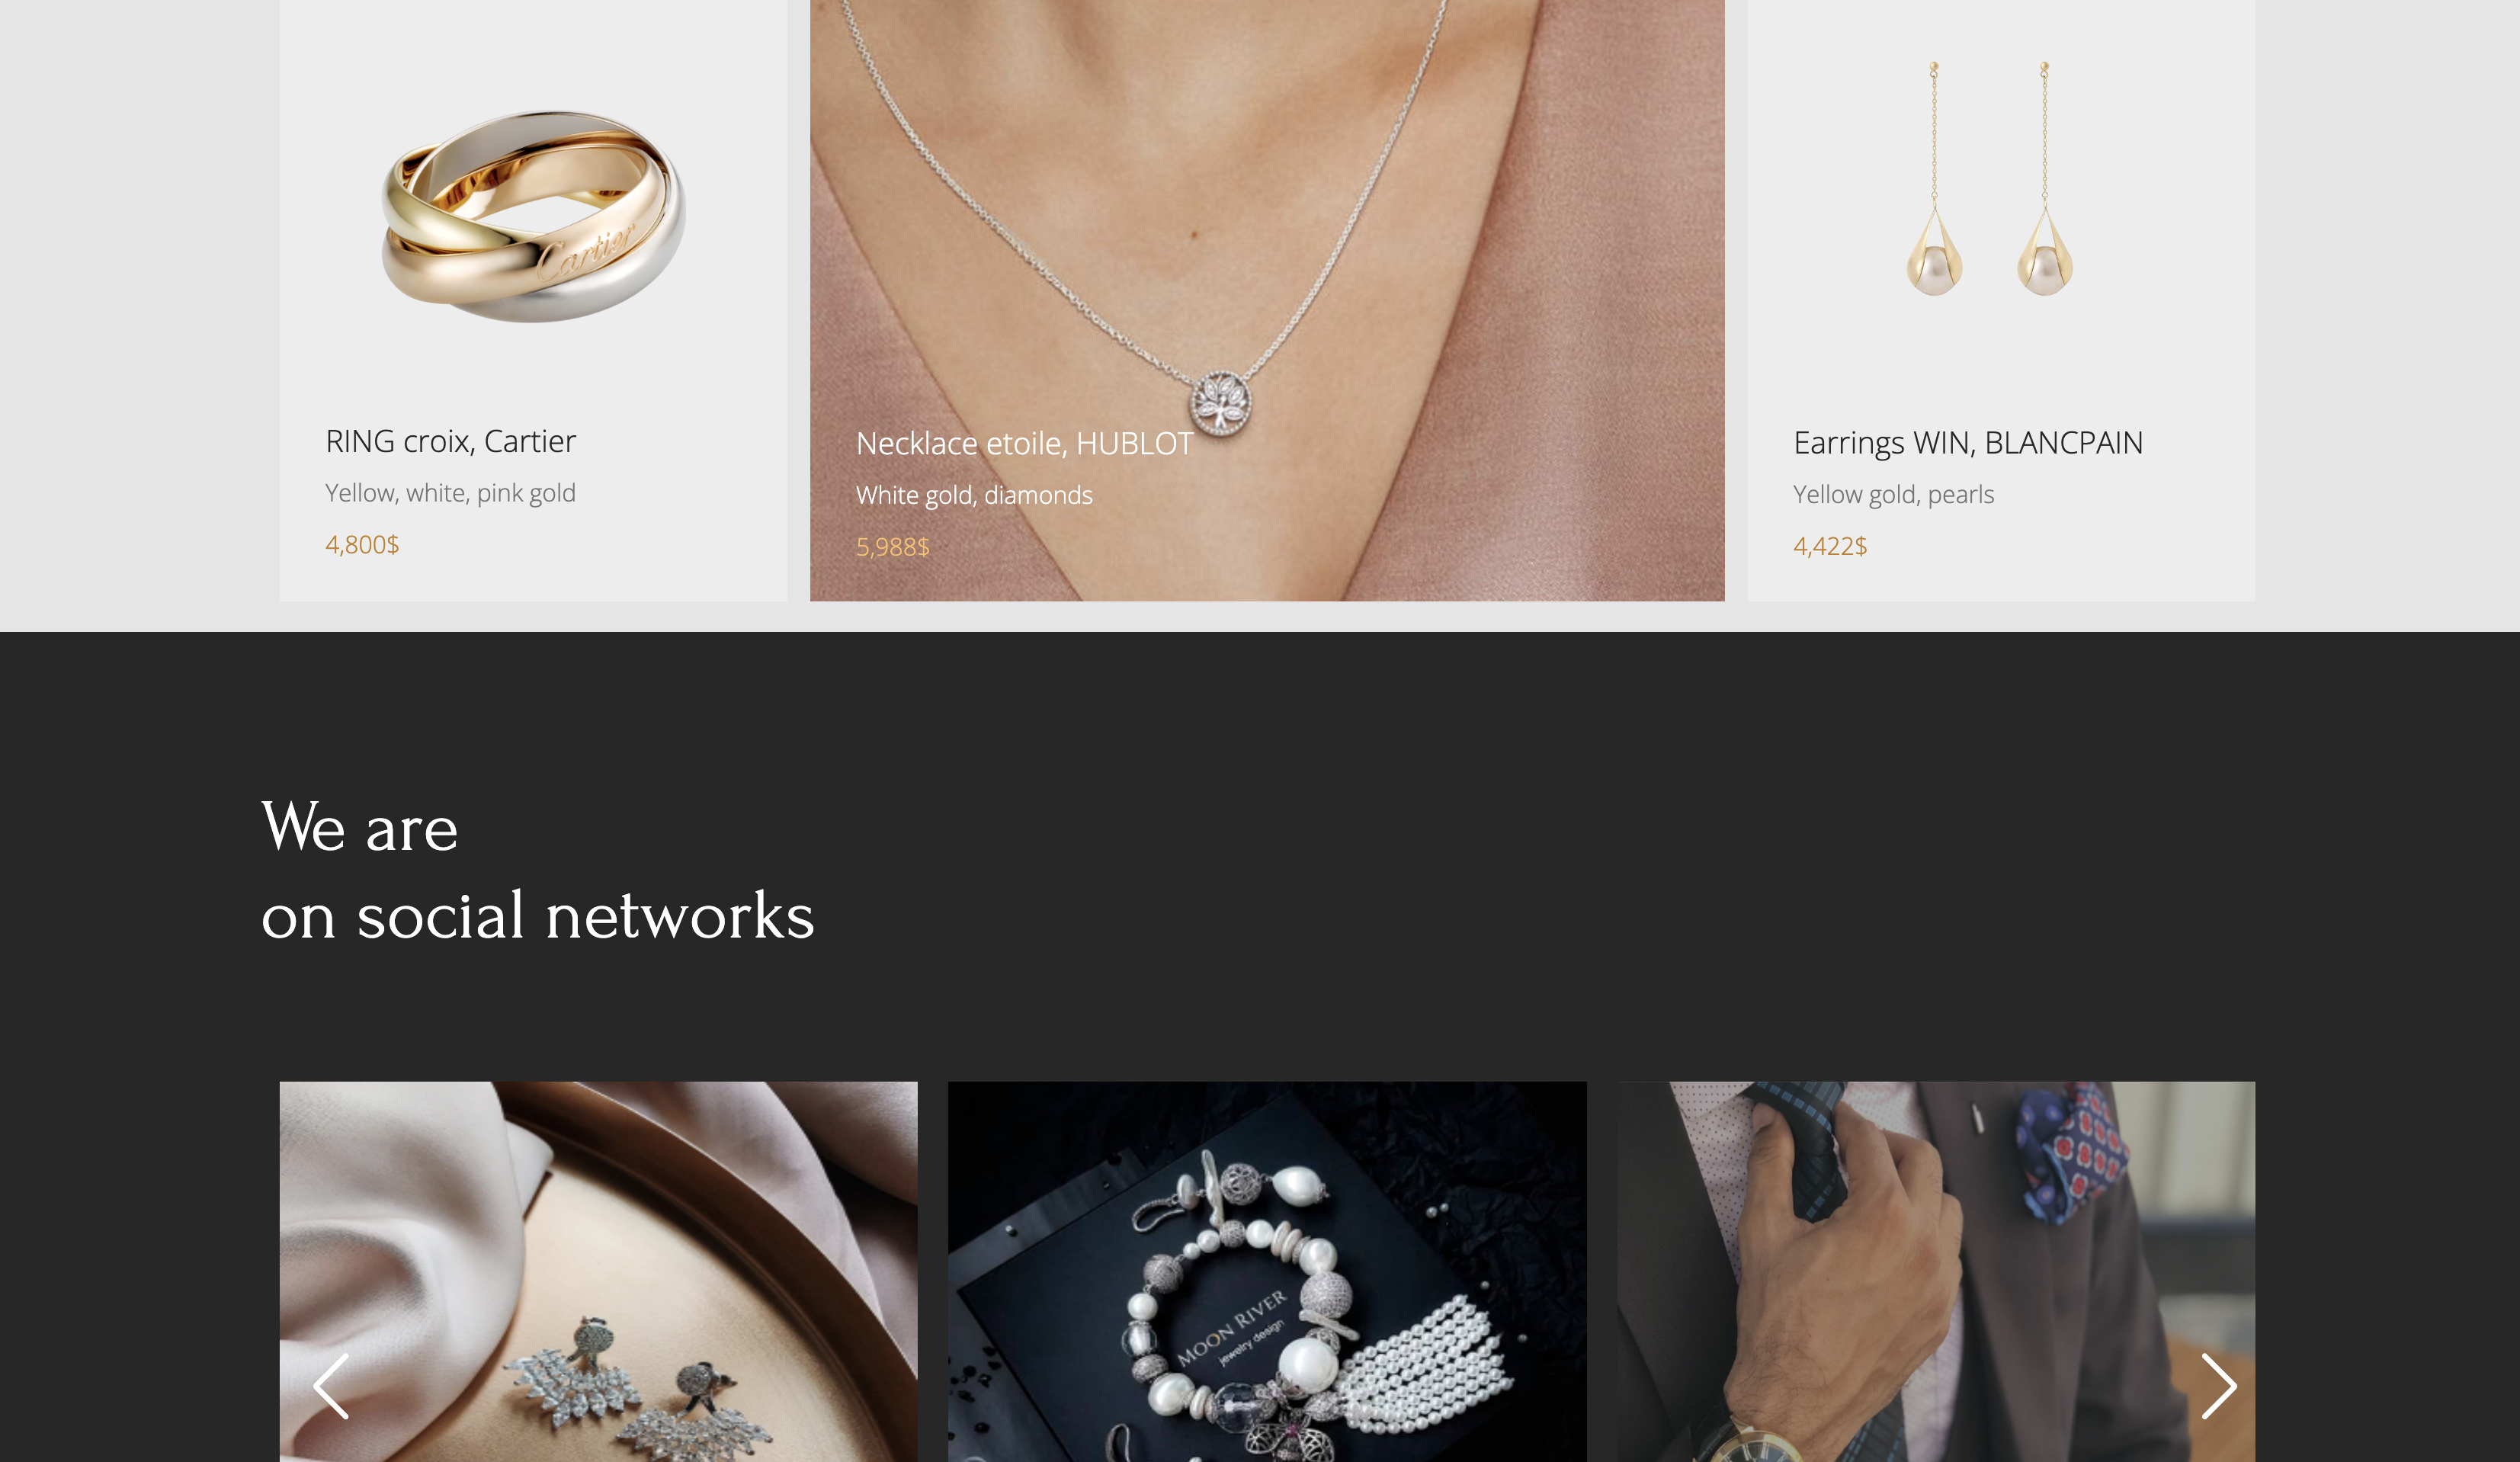 Cartier
RING croix, Cartier
Yellow, white, pink gold
4,800$
Necklace etoile, HUBLOT
White gold, diamonds
5,988$
Earrings WIN, BLANCPAIN
Yellow gold, pearls
4,422$
We are
on social networks
MOON RIVER
jewelry design